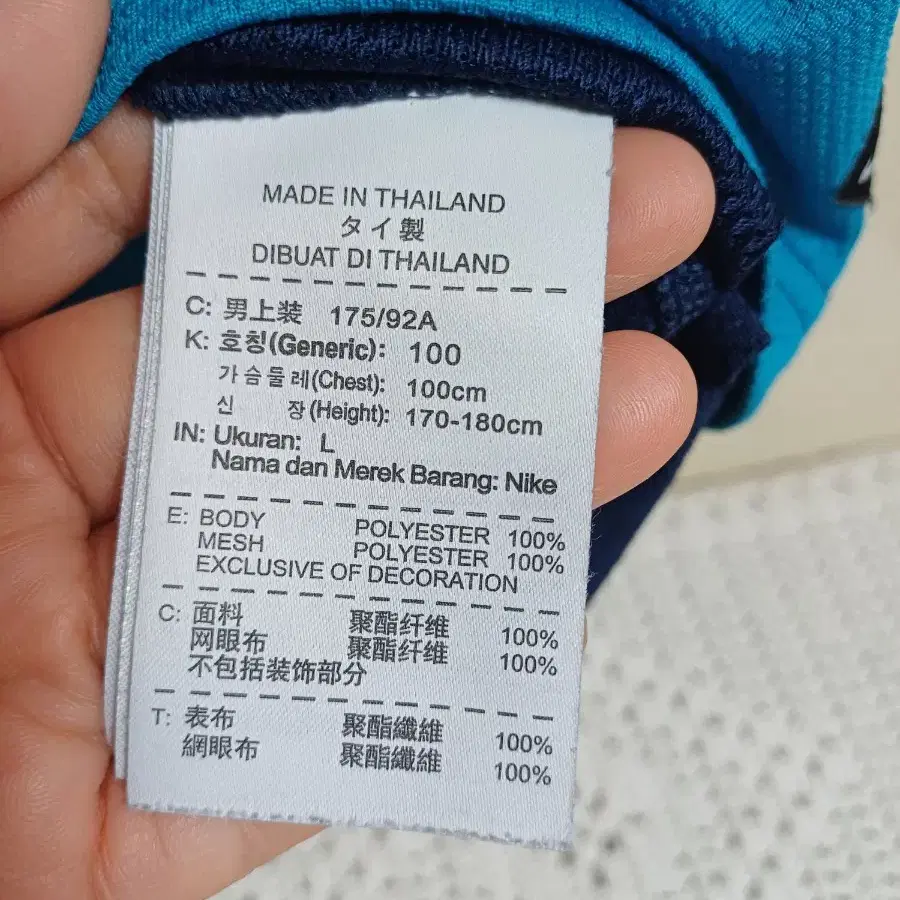 MADE IN THAILAND
タイ製
DIBUAT DI THAILAND
C: 男上装 175/92A
K: 호칭(Generic): 100
가슴둘레(Chest): 100cm
신 장(Height): 170-180cm
IN: Ukuran: L
Nama dan Merek Barang: Nike
E: BODY POLYESTER 100%
MESH POLYESTER 100%
EXCLUSIVE OF DECORATION
C: 面料 聚酯纤维 100%
网眼布 聚酯纤维 100%
不包括装饰部分
T: 表布 聚酯纖維 100%
網眼布 聚酯纖維 100%